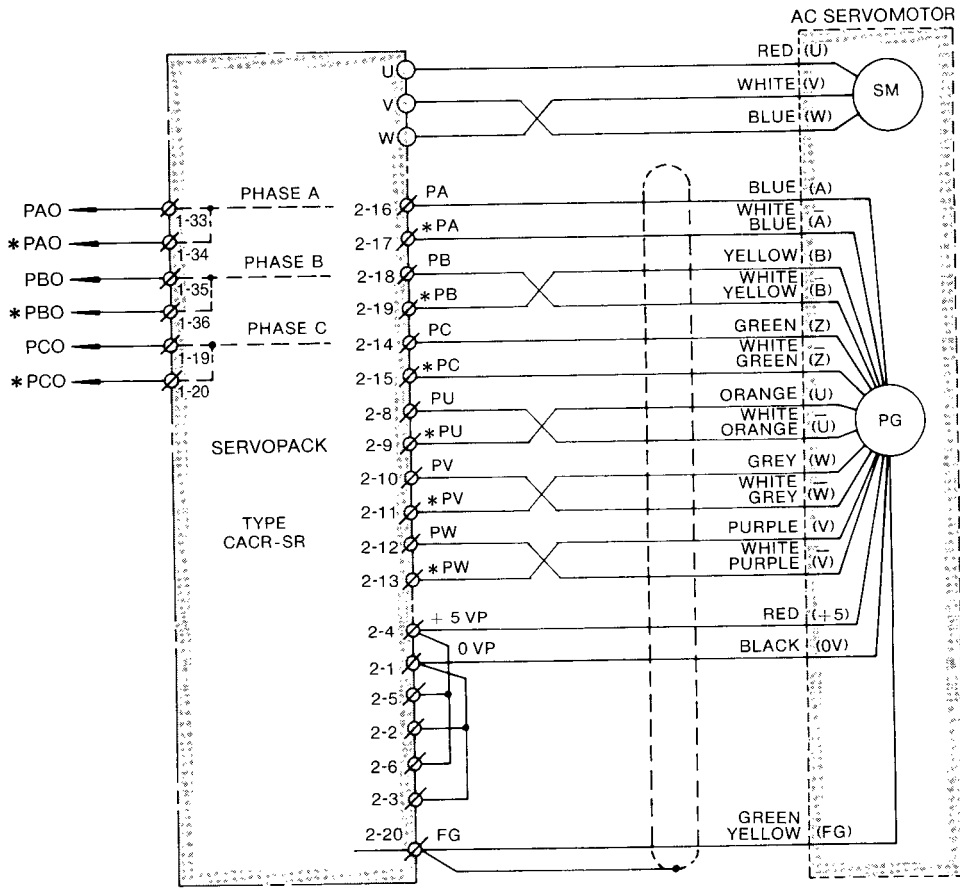 AC SERVOMOTOR
U
RED (U)
V
WHITE (V)
W
BLUE (W)
SM
PAO
1-33
PHASE A
*PAO
1-34
PBO
1-35
PHASE B
*PBO
1-36
PCO
1-19
PHASE C
*PCO
1-20
SERVOPACK
TYPE
CACR-SR
2-16
PA
BLUE (A)
2-17
*PA
WHITE
BLUE (A̅)
2-18
PB
YELLOW (B)
2-19
*PB
WHITE
YELLOW (B̅)
2-14
PC
GREEN (Z)
2-15
*PC
WHITE
GREEN (Z̅)
2-8
PU
ORANGE (U)
2-9
*PU
WHITE
ORANGE (U̅)
2-10
PV
GREY (W)
2-11
*PV
WHITE
GREY (W̅)
2-12
PW
PURPLE (V)
2-13
*PW
WHITE
PURPLE (V̅)
PG
2-4
+5 VP
RED (+5)
2-1
0 VP
BLACK (0V)
2-5
2-2
2-6
2-3
2-20
FG
GREEN
YELLOW (FG)